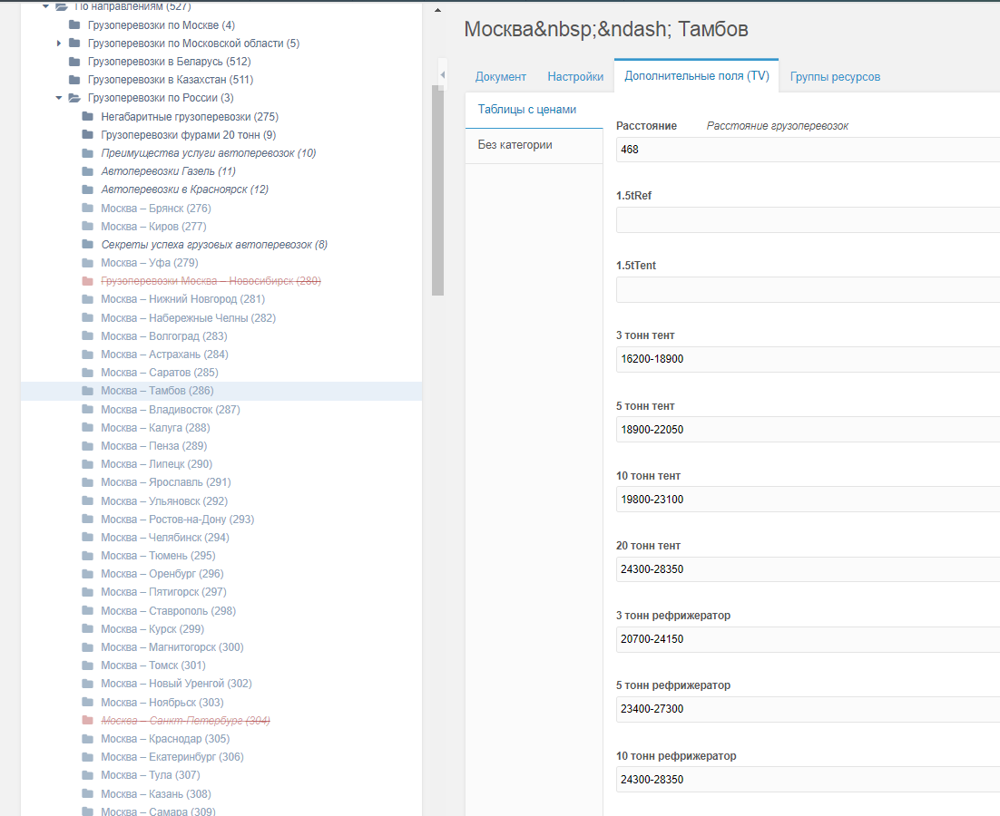 По направлениям (527)
Грузоперевозки по Москве (4)
Грузоперевозки по Московской области (5)
Грузоперевозки в Беларусь (512)
Грузоперевозки в Казахстан (511)
Грузоперевозки по России (3)
Негабаритные грузоперевозки (275)
Грузоперевозки фурами 20 тонн (9)
Преимущества услуги автоперевозок (10)
Автоперевозки Газель (11)
Автоперевозки в Красноярск (12)
Москва – Брянск (276)
Москва – Киров (277)
Секреты успеха грузовых автоперевозок (8)
Москва – Уфа (279)
Грузоперевозки Москва – Новосибирск (280)
Москва – Нижний Новгород (281)
Москва – Набережные Челны (282)
Москва – Волгоград (283)
Москва – Астрахань (284)
Москва – Саратов (285)
Москва – Тамбов (286)
Москва – Владивосток (287)
Москва – Калуга (288)
Москва – Пенза (289)
Москва – Липецк (290)
Москва – Ярославль (291)
Москва – Ульяновск (292)
Москва – Ростов-на-Дону (293)
Москва – Челябинск (294)
Москва – Тюмень (295)
Москва – Оренбург (296)
Москва – Пятигорск (297)
Москва – Ставрополь (298)
Москва – Курск (299)
Москва – Магнитогорск (300)
Москва – Томск (301)
Москва – Новый Уренгой (302)
Москва – Ноябрьск (303)
Москва – Санкт-Петербург (304)
Москва – Краснодар (305)
Москва – Екатеринбург (306)
Москва – Тула (307)
Москва – Казань (308)
Москва – Самара (309)
Москва&nbsp;&ndash; Тамбов
Документ Настройки Дополнительные поля (TV) Группы ресурсов
Таблицы с ценами
Без категории
Расстояние Расстояние грузоперевозок
468
1.5tRef
1.5tTent
3 тонн тент
16200-18900
5 тонн тент
18900-22050
10 тонн тент
19800-23100
20 тонн тент
24300-28350
3 тонн рефрижератор
20700-24150
5 тонн рефрижератор
23400-27300
10 тонн рефрижератор
24300-28350